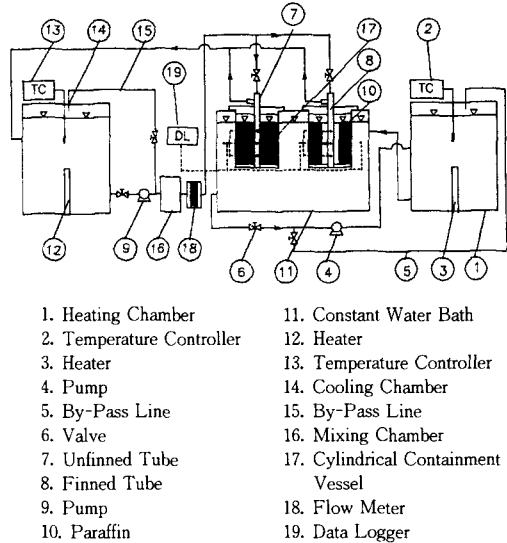 13
14
15
7
17
2
19
8
10
TC
TC
DL
12
9
16
18
6
11
4
5
3
1
1. Heating Chamber
2. Temperature Controller
3. Heater
4. Pump
5. By-Pass Line
6. Valve
7. Unfinned Tube
8. Finned Tube
9. Pump
10. Paraffin
11. Constant Water Bath
12. Heater
13. Temperature Controller
14. Cooling Chamber
15. By-Pass Line
16. Mixing Chamber
17. Cylindrical Containment
Vessel
18. Flow Meter
19. Data Logger